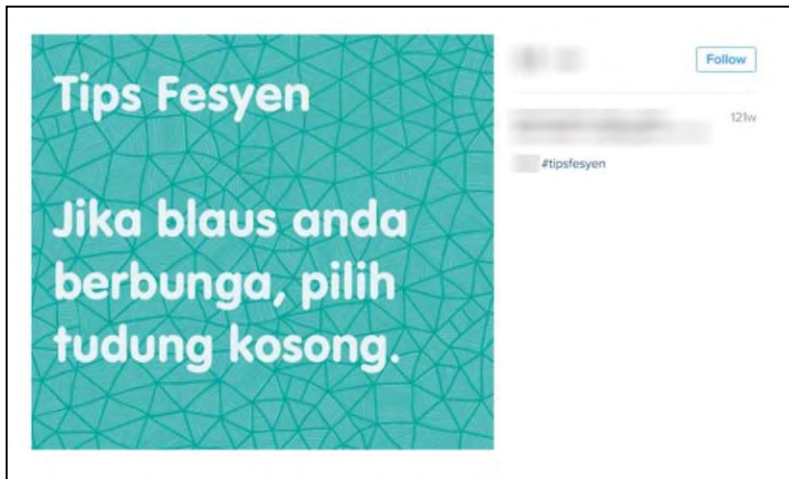 Tips Fesyen
Jika blaus anda
berbunga, pilih
tudung kosong.
Follow
121w
#tipsfesyen